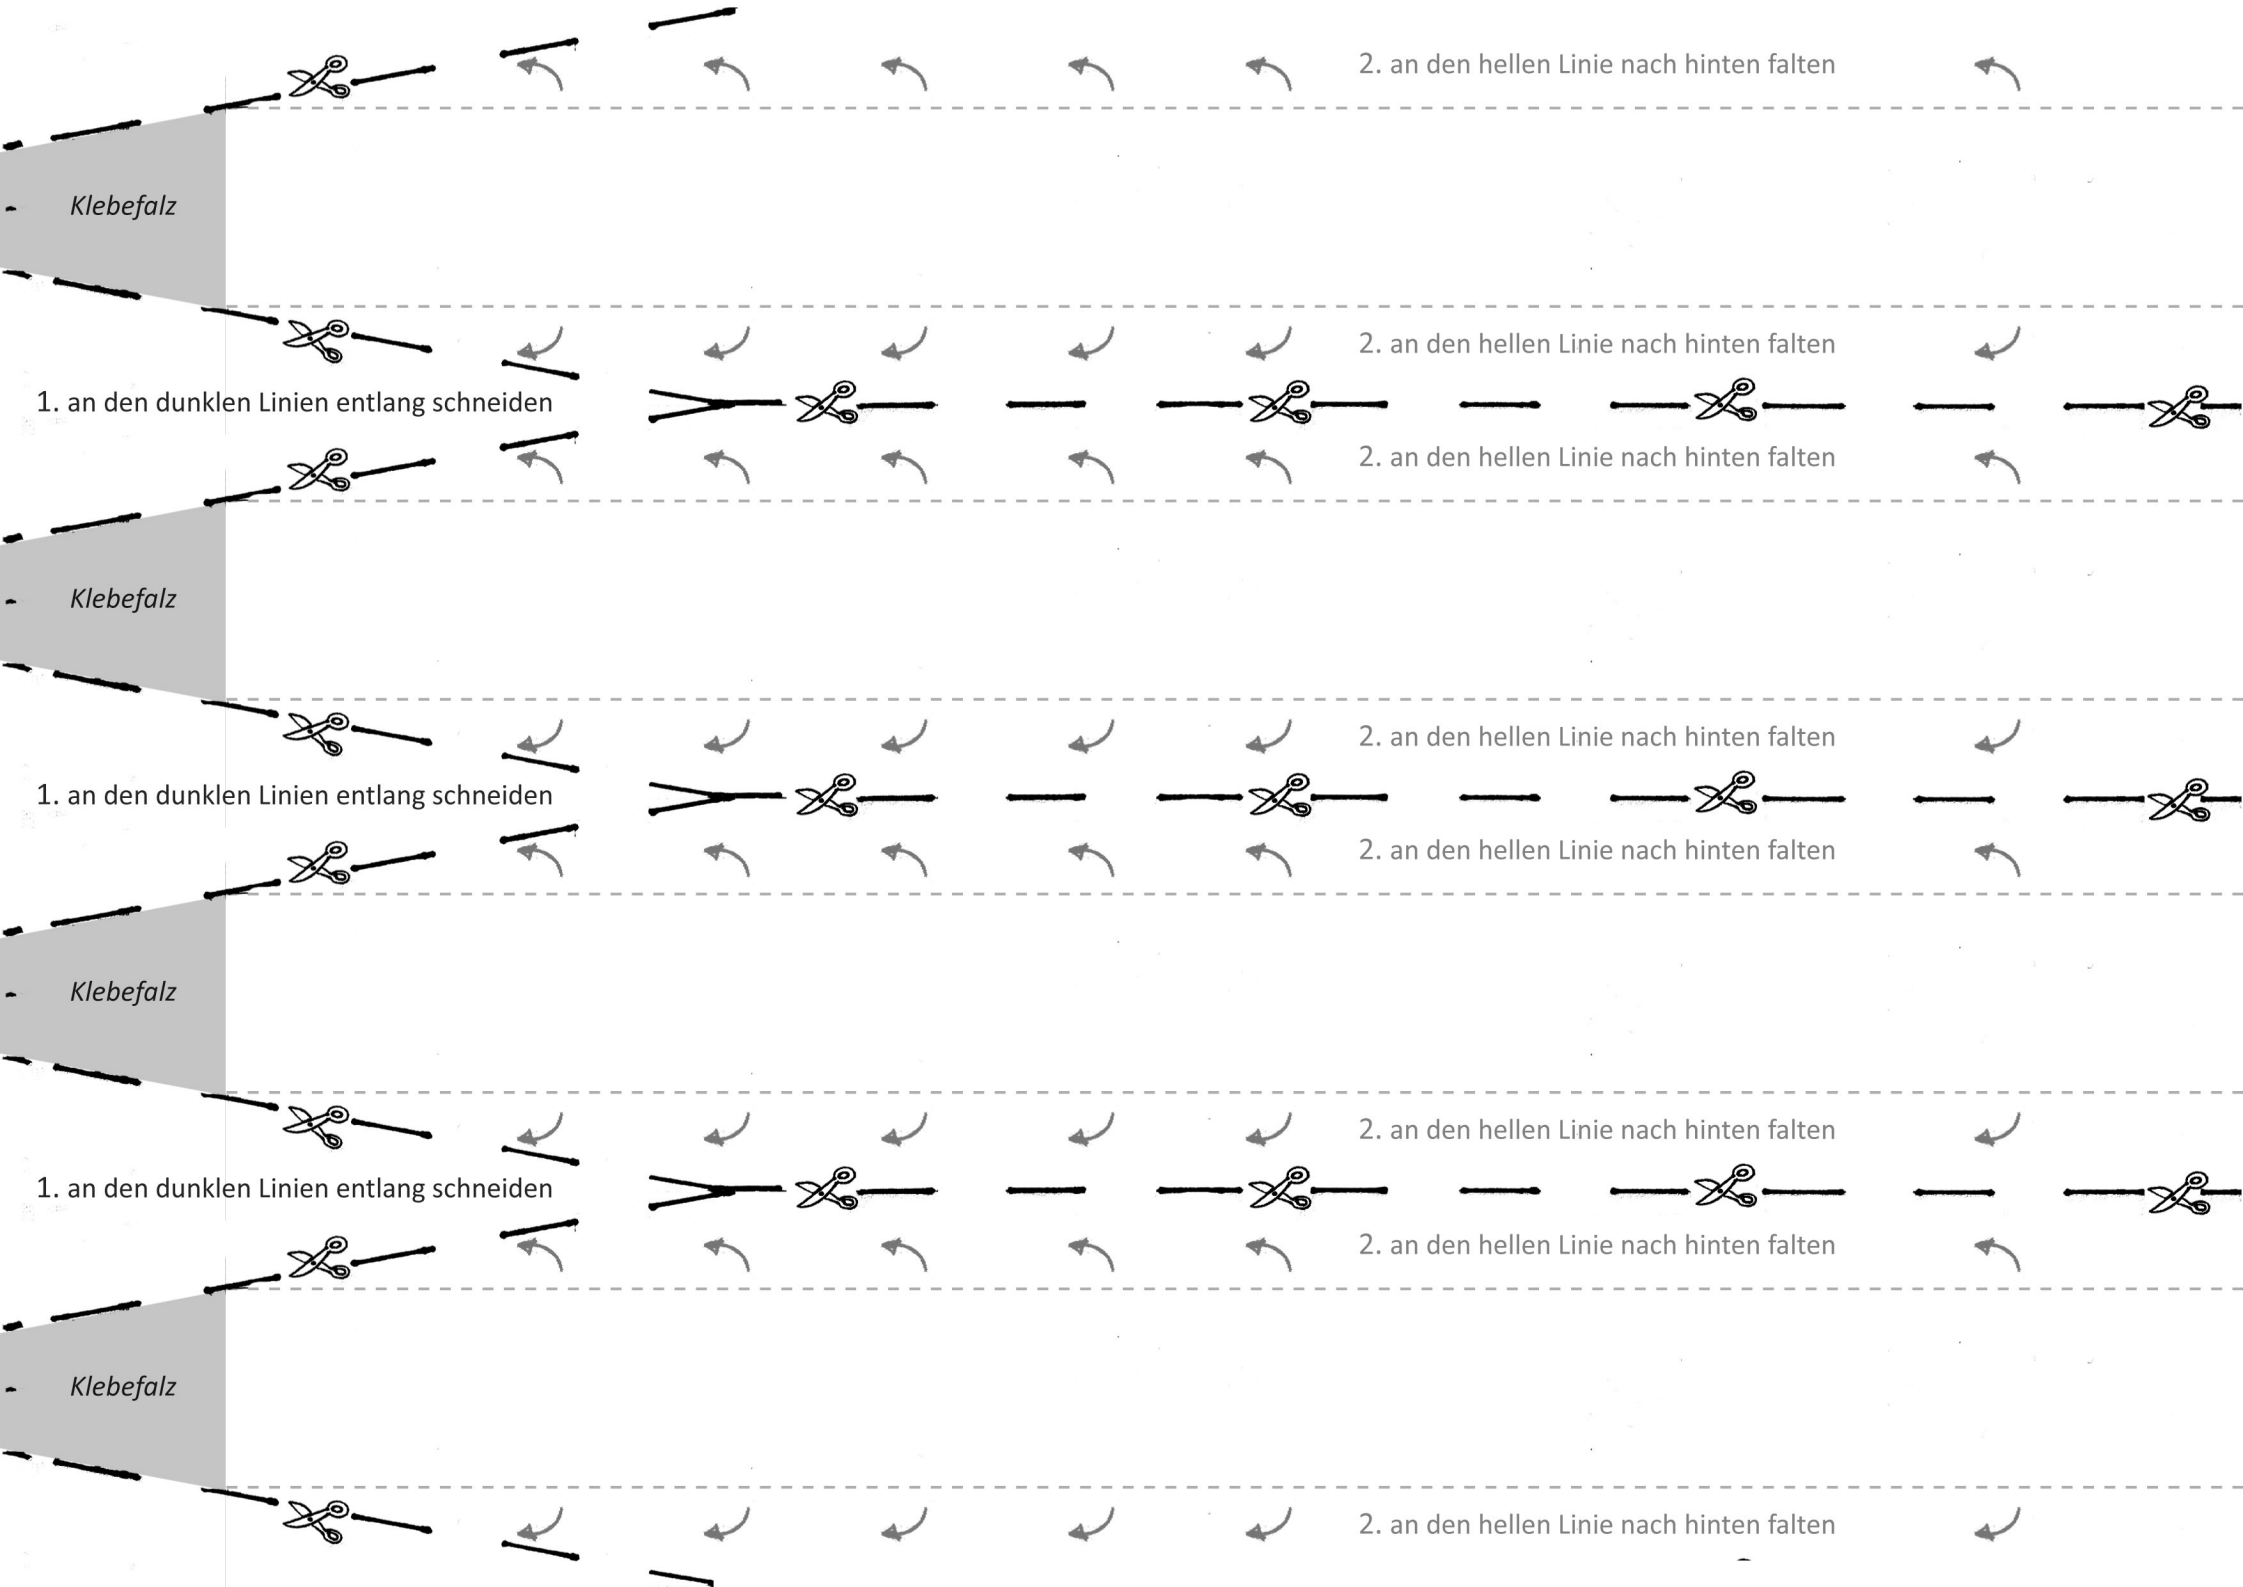 2. an den hellen Linie nach hinten falten
Klebefalz
2. an den hellen Linie nach hinten falten
1. an den dunklen Linien entlang schneiden
2. an den hellen Linie nach hinten falten
Klebefalz
2. an den hellen Linie nach hinten falten
1. an den dunklen Linien entlang schneiden
2. an den hellen Linie nach hinten falten
Klebefalz
2. an den hellen Linie nach hinten falten
1. an den dunklen Linien entlang schneiden
2. an den hellen Linie nach hinten falten
Klebefalz
2. an den hellen Linie nach hinten falten